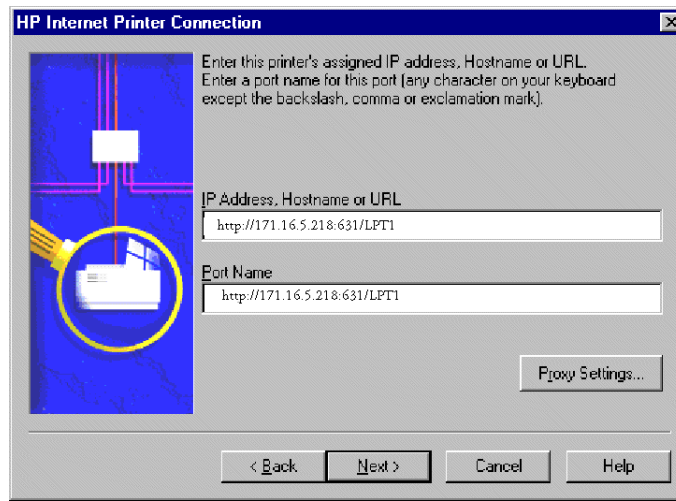 HP Internet Printer Connection
Enter this printer's assigned IP address, Hostname or URL.
Enter a port name for this port (any character on your keyboard
except the backslash, comma or exclamation mark).
IP Address, Hostname or URL
http://171.16.5.218:631/LPT1
Port Name
http://171.16.5.218:631/LPT1
Proxy Settings...
< Back
Next >
Cancel
Help